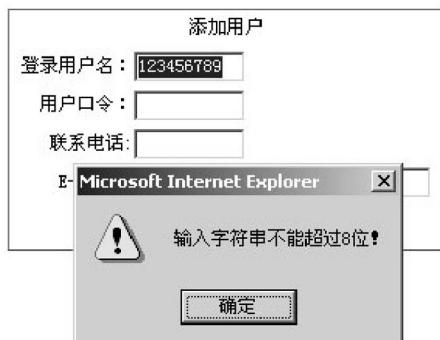 添加用户
登录用户名：123456789
用户口令：
联系电话:
E-
Microsoft Internet Explorer
输入字符串不能超过8位!
确定